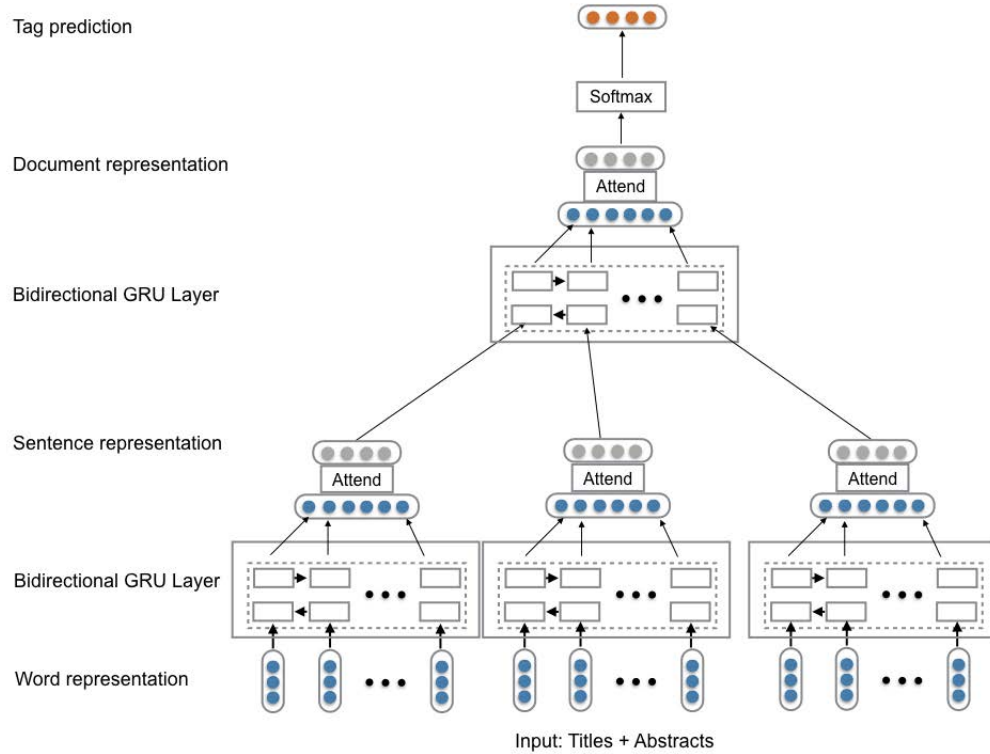 Tag prediction
Softmax
Document representation
Attend
Bidirectional GRU Layer
Sentence representation
Attend
Attend
Attend
Bidirectional GRU Layer
Word representation
Input: Titles + Abstracts